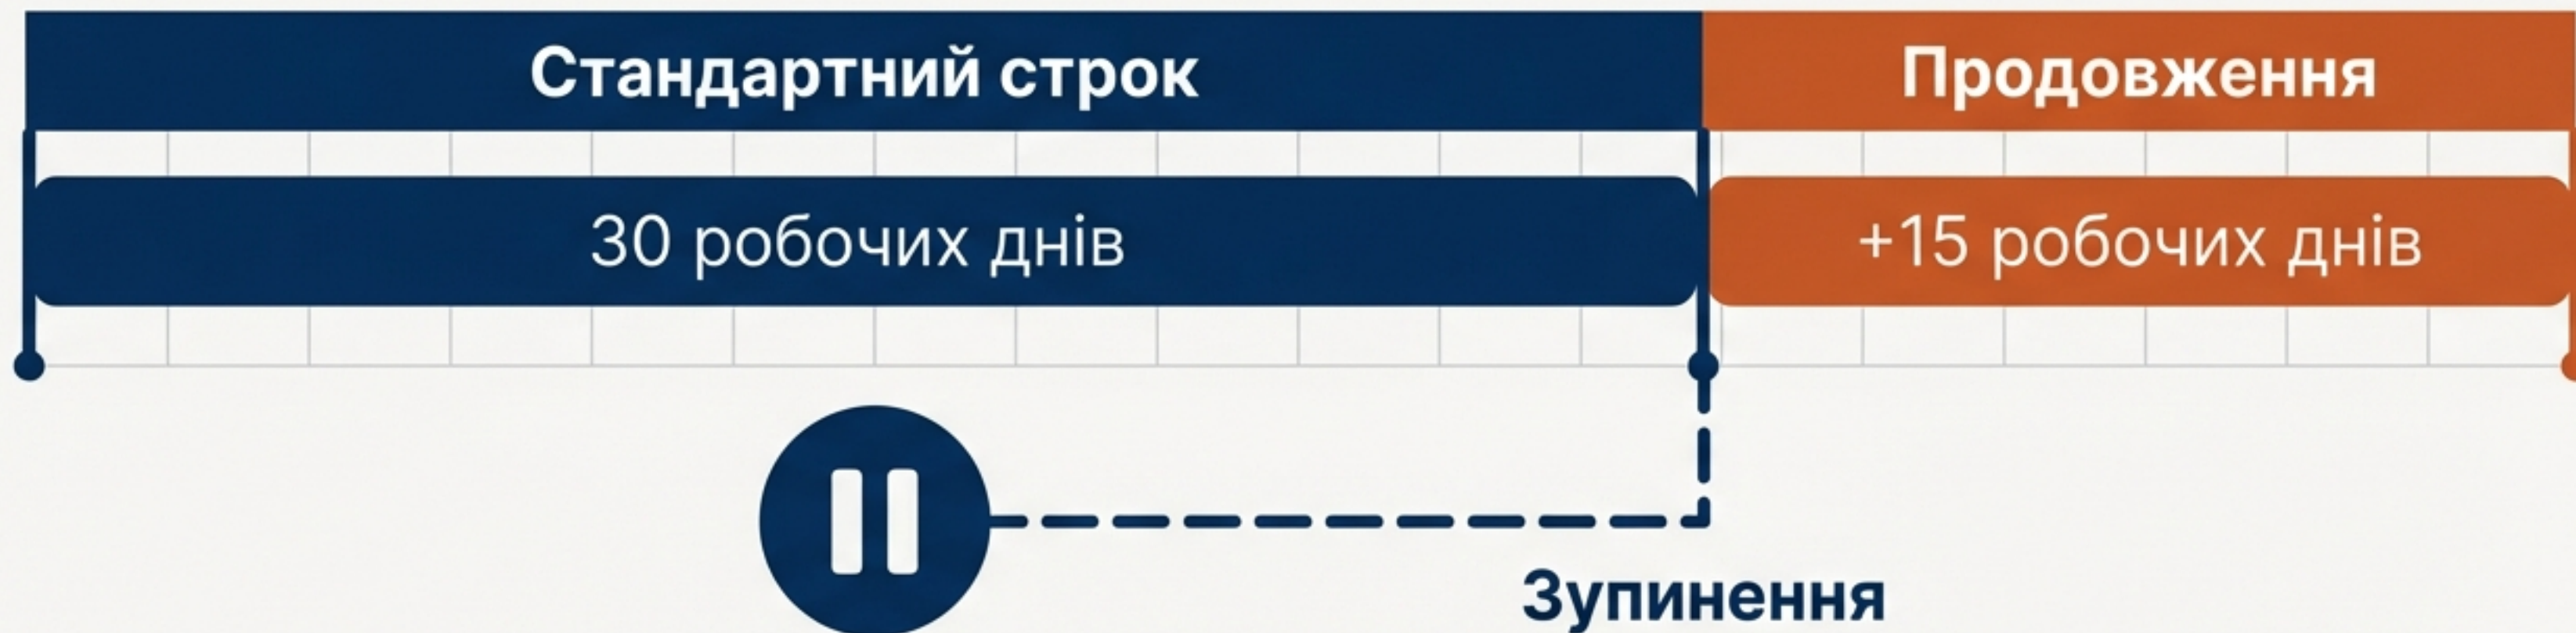 Стандартний строк
Продовження
30 робочих днів
+15 робочих днів
Зупинення